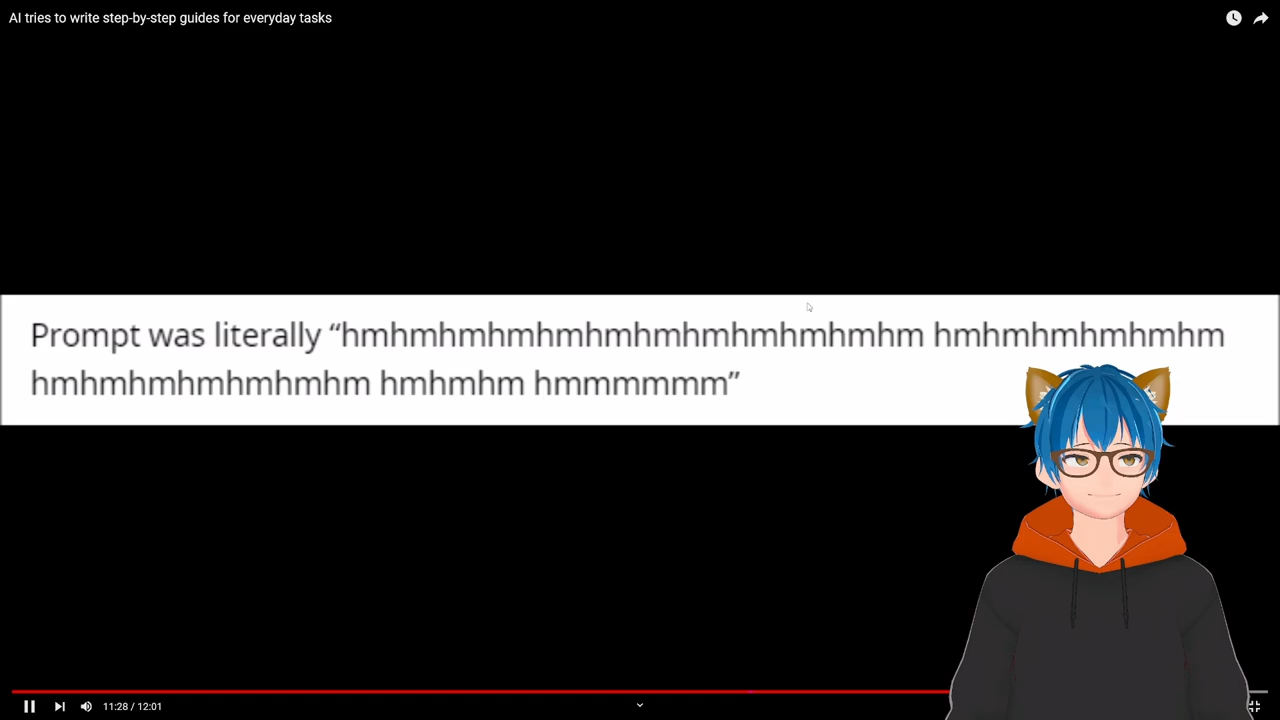 AI tries to write step-by-step guides for everyday tasks
Prompt was literally “hmhmhmhmhmhmhmhmhmhmhmhm hmhmhmhmhmhm
hmhmhmhmhmhmhm hmhmhm hmmmmmm”
11:28 / 12:01